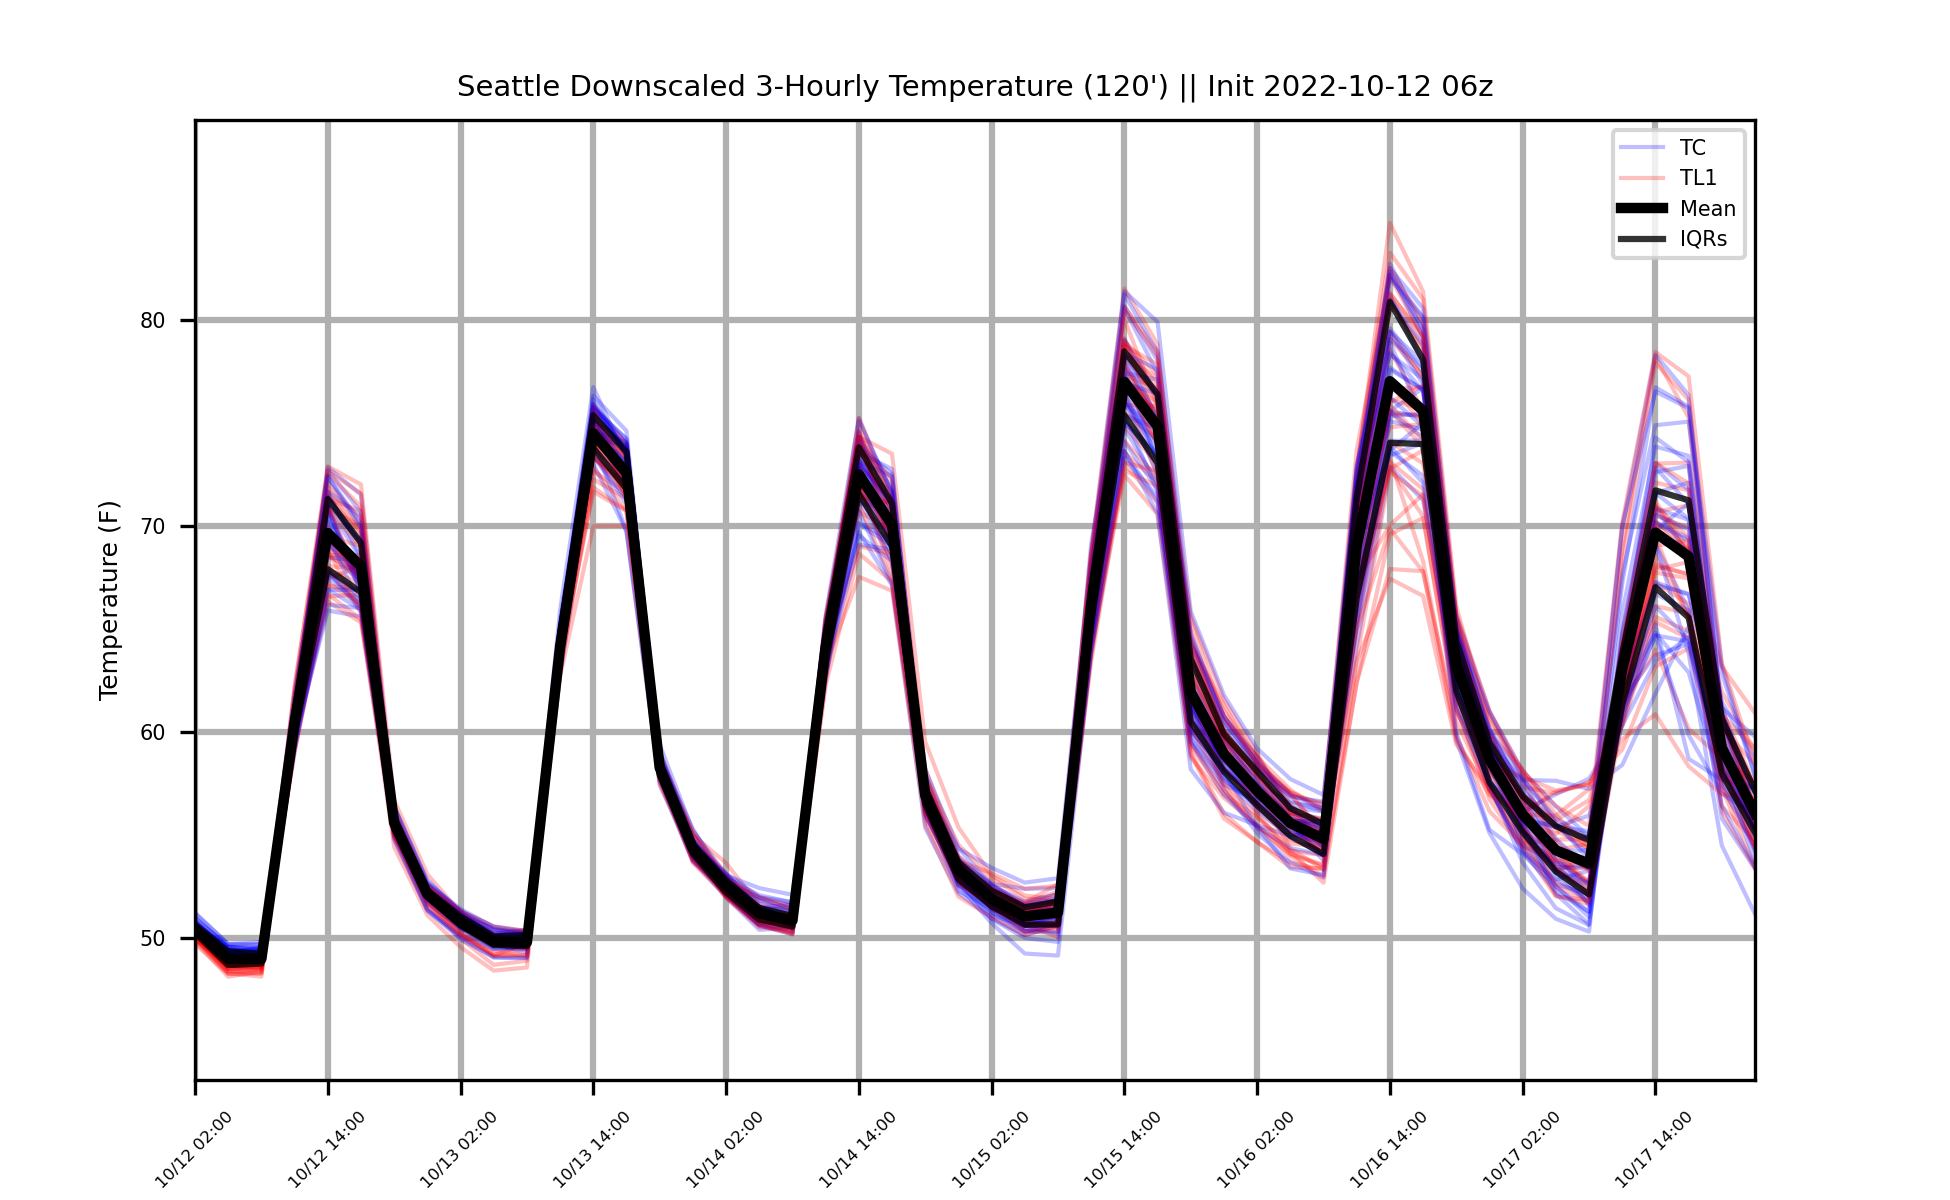 Seattle Downscaled 3-Hourly Temperature (120') || Init 2022-10-12 06z
TC
TL1
Mean
IQRs
Temperature (F)
80
70
60
50
10/12 02:00
10/12 14:00
10/13 02:00
10/13 14:00
10/14 02:00
10/14 14:00
10/15 02:00
10/15 14:00
10/16 02:00
10/16 14:00
10/17 02:00
10/17 14:00